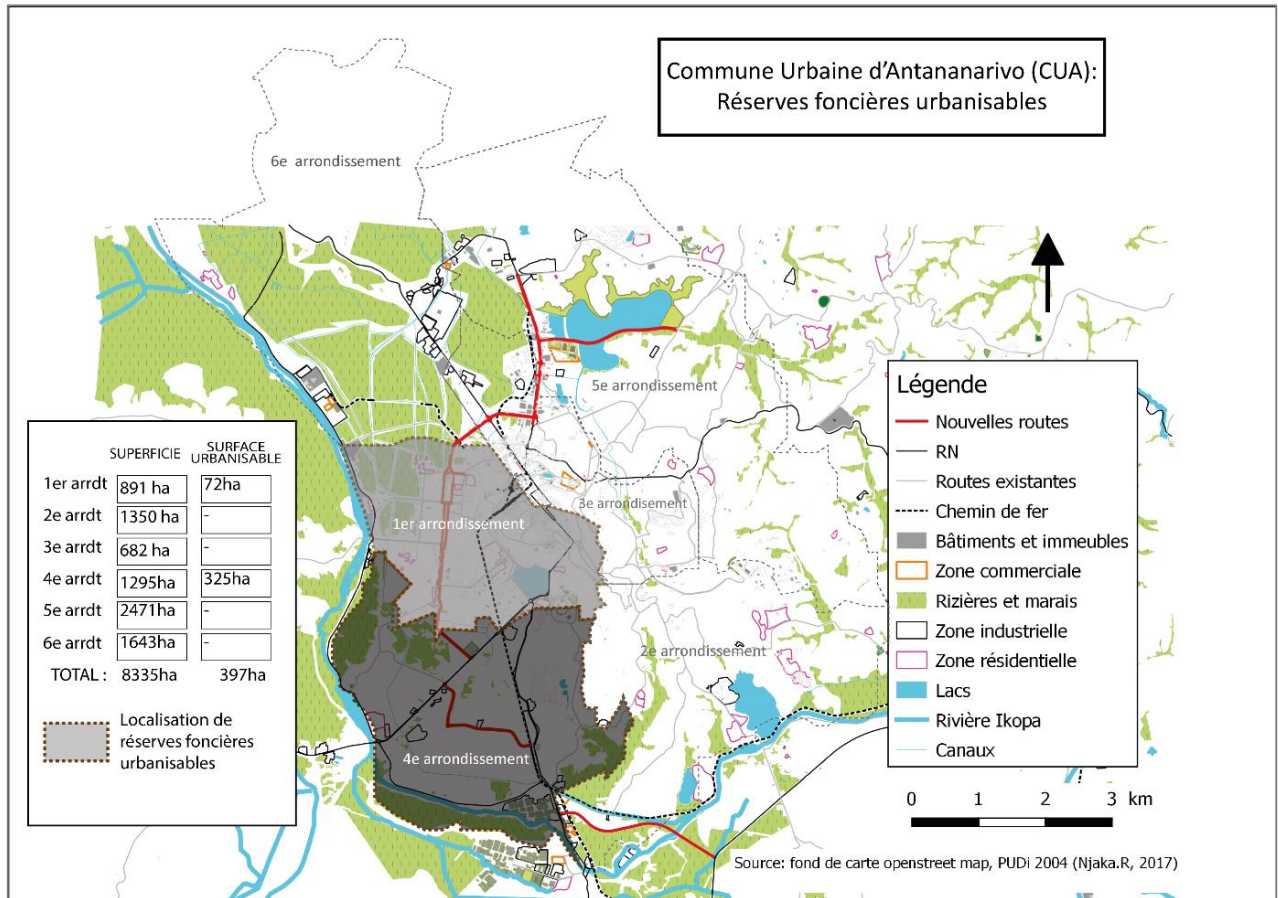 Commune Urbaine d'Antananarivo (CUA):
Réserves foncières urbanisables
6e arrondissement
5e arrondissement
3e arrondisement
1er arrondissement
2e arrondissement
4e arrondissement
SUPERFICIE SURFACE URBANISABLE
1er arrdt 891 ha 72ha
2e arrdt 1350 ha -
3e arrdt 682 ha -
4e arrdt 1295ha 325ha
5e arrdt 2471ha -
6e arrdt 1643ha -
TOTAL : 8335ha 397ha
Localisation de
réserves foncières
urbanisables
Légende
Nouvelles routes
RN
Routes existantes
Chemin de fer
Bâtiments et immeubles
Zone commerciale
Rizières et marais
Zone industrielle
Zone résidentielle
Lacs
Rivière Ikopa
Canaux
0 1 2 3 km
Source: fond de carte openstreet map, PUDi 2004 (Njaka.R, 2017)